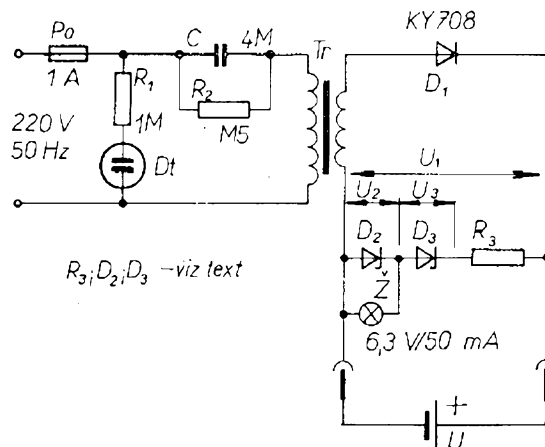 KY708
Po
C
4M
Tr
D1
1 A
R1
R2
1M
M5
220 V
50 Hz
Dt
U1
U2
U3
D2
D3
R3
R3; D2; D3 – viz text
Ž
6,3 V/50 mA
+
U